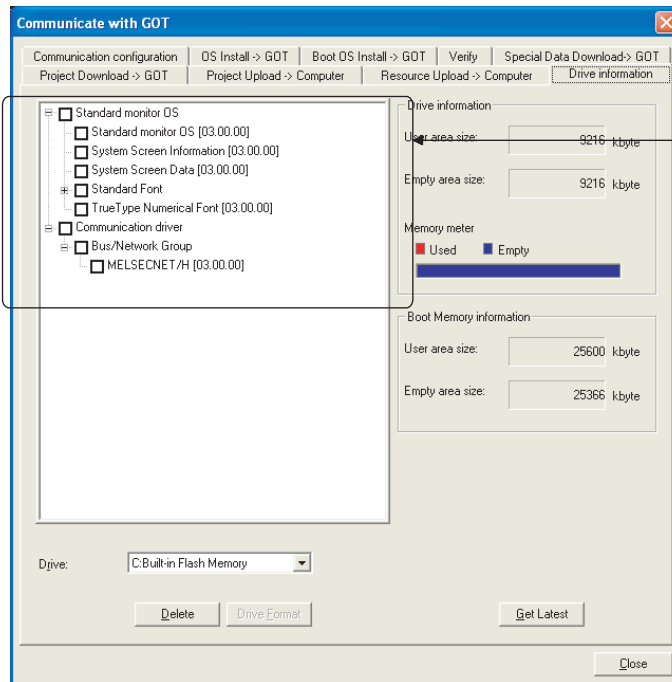 Communicate with GOT
Communication configuration OS Install -> GOT Boot OS Install -> GOT Verify Special Data Download-> GOT
Project Download -> GOT Project Upload -> Computer Resource Upload -> Computer Drive information
Standard monitor OS
Standard monitor OS [03.00.00]
System Screen Information [03.00.00]
System Screen Data [03.00.00]
Standard Font
TrueType Numerical Font [03.00.00]
Communication driver
Bus/Network Group
MELSECNET/H [03.00.00]
Drive information
User area size: 9216 kbyte
Empty area size: 9216 kbyte
Memory meter
Used Empty
Boot Memory information
User area size: 25600 kbyte
Empty area size: 25366 kbyte
Drive: C:Built-in Flash Memory
Delete Drive Format Get Latest
Close